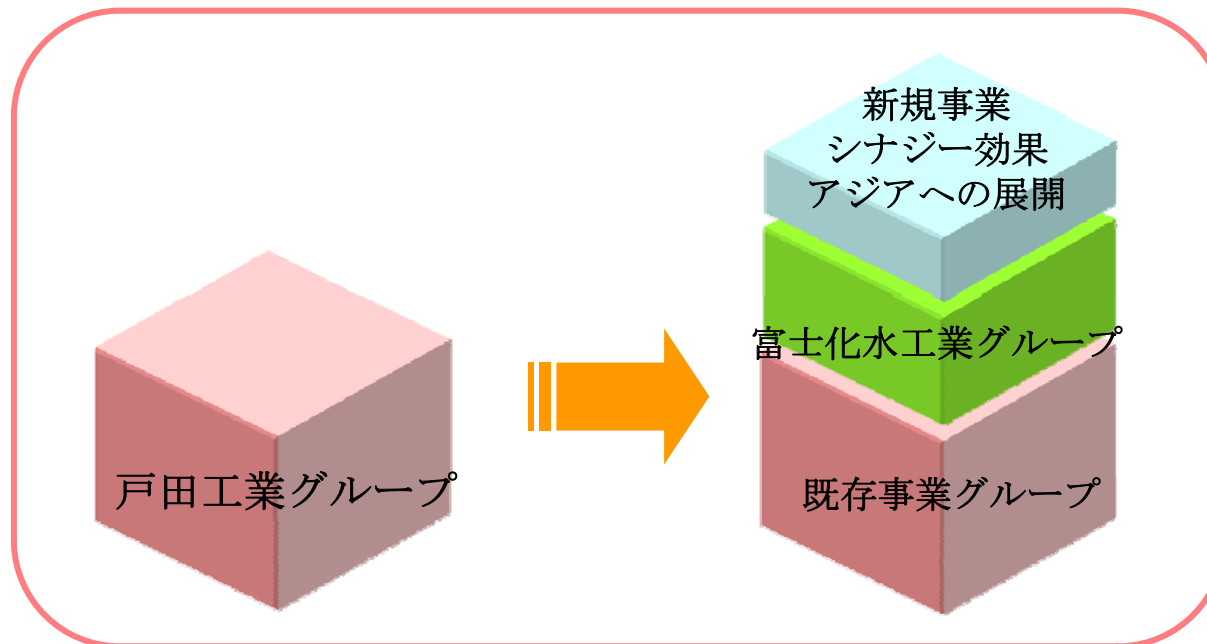 戸田工業グループ
新規事業
シナジー効果
アジアへの展開
富士化水工業グループ
既存事業グループ